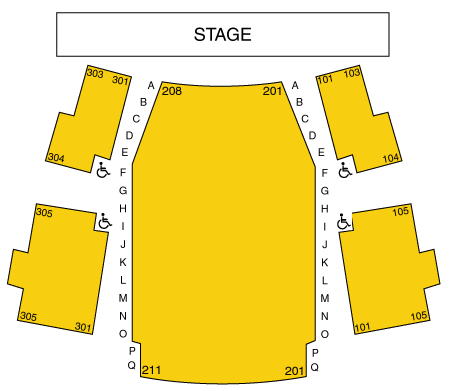 STAGE
303 301 A A 101 103
208 201
B B
C C
D D
304 E E 104
F F
G G
305 H H 105
I I
J J
K K
L L
M M
305 N N 105
301 O O 101
P P
211 Q 201 Q